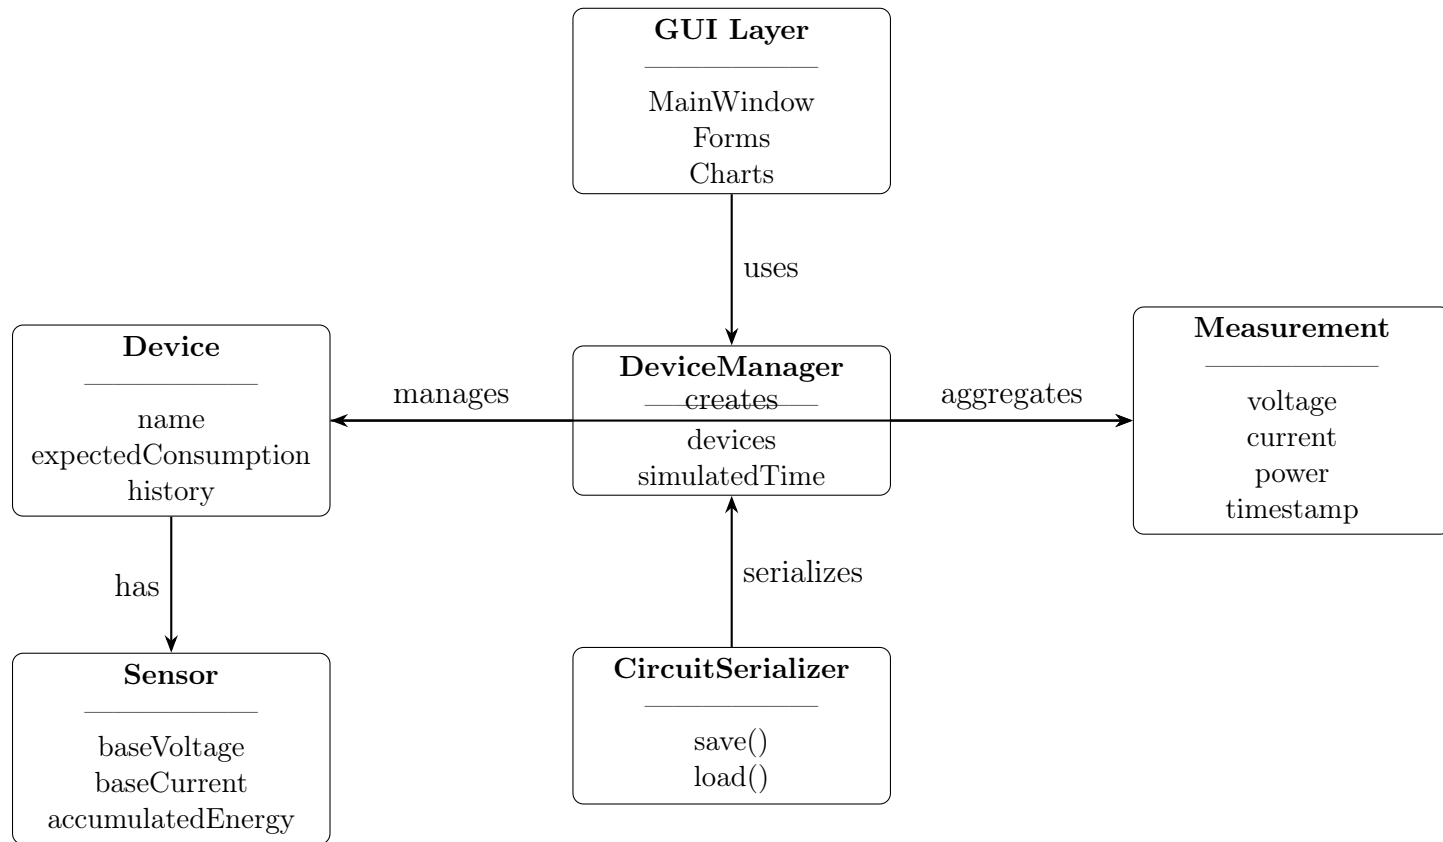 GUI Layer
MainWindow
Forms
Charts
uses
Device
name
expectedConsumption
history
manages
DeviceManager
creates
devices
simulatedTime
aggregates
Measurement
voltage
current
power
timestamp
has
serializes
Sensor
baseVoltage
baseCurrent
accumulatedEnergy
CircuitSerializer
save()
load()